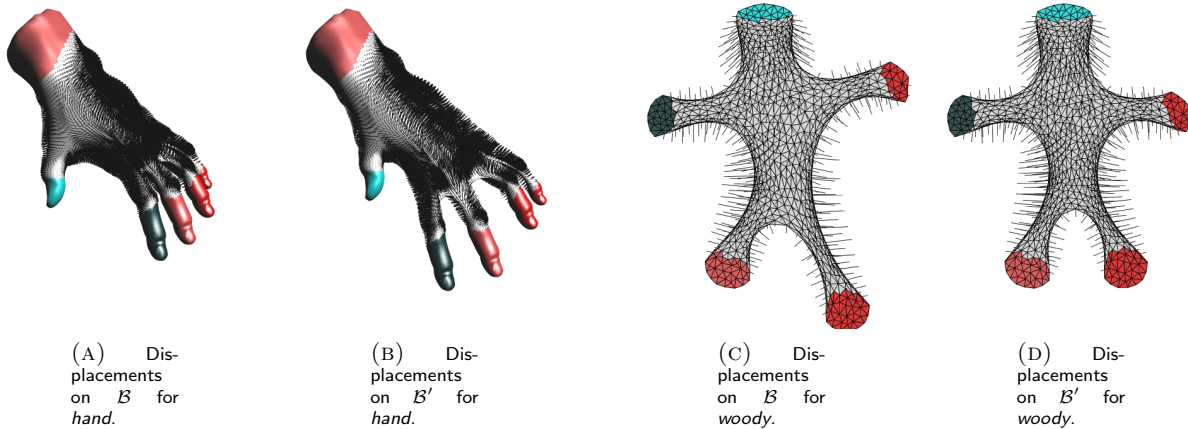 (A) Dis-
placements
on B for
hand.
(B) Dis-
placements
on B′ for
hand.
(C) Dis-
placements
on B for
woody.
(D) Dis-
placements
on B′ for
woody.